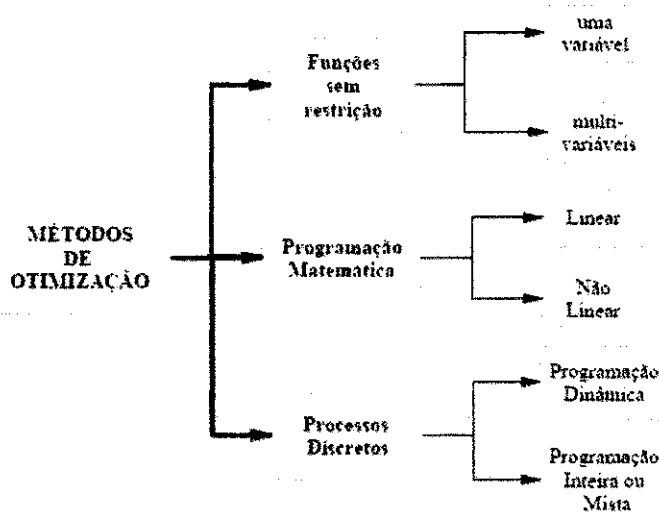 MÉTODOS
DE
OTIMIZAÇÃO
Funções
sem
restrição
uma
variável
multi-
variáveis
Programação
Matemática
Linear
Não
Linear
Processos
Discretos
Programação
Dinâmica
Programação
Inteira ou
Mista